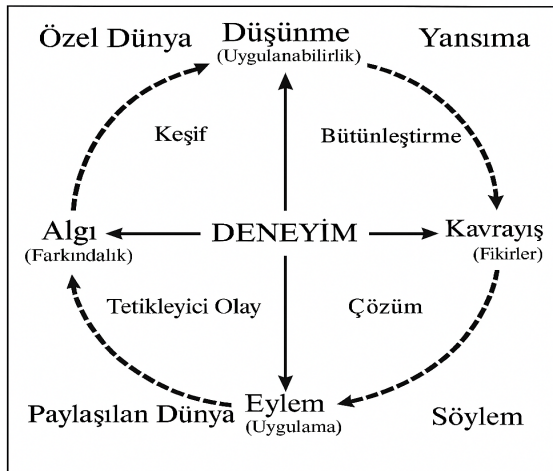 Özel Dünya
Düşünme
(Uygulanabilirlik)
Yansıma
Keşif
Bütünleştirme
Algı
(Farkındalık)
DENEYİM
Kavrayış
(Fikirler)
Tetikleyici Olay
Çözüm
Paylaşılan Dünya
Eylem
(Uygulama)
Söylem